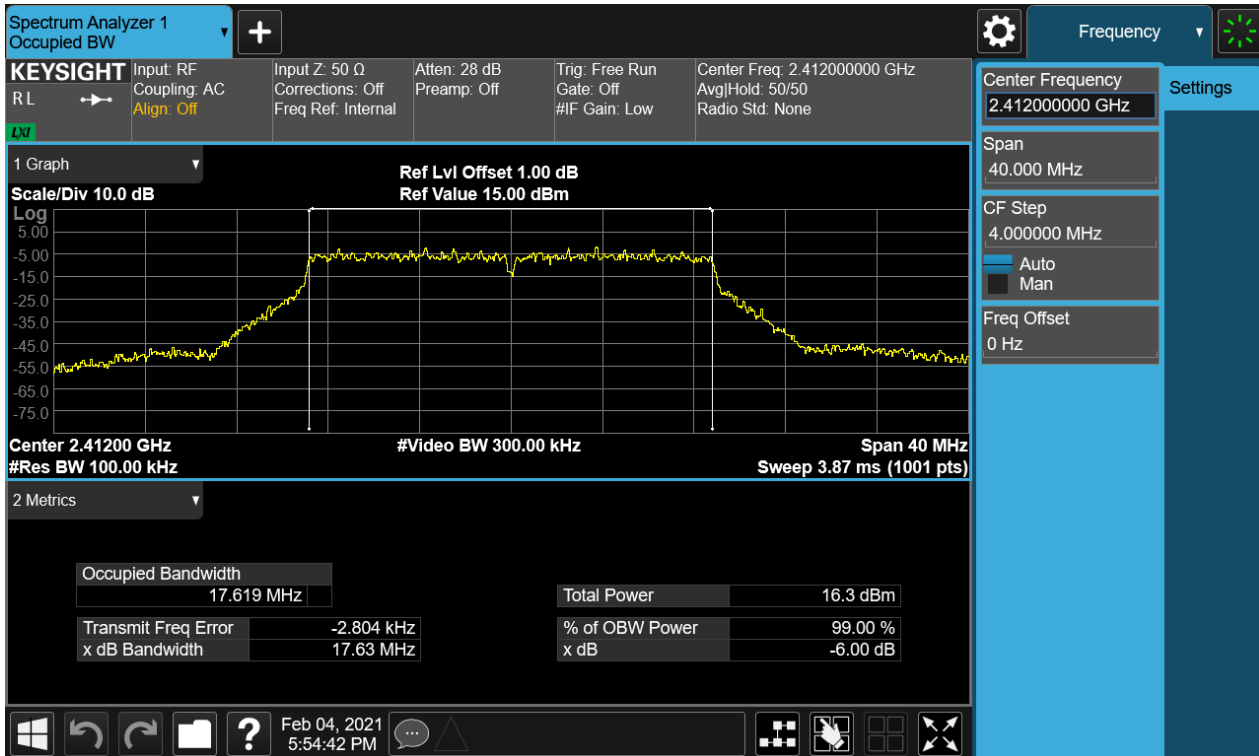 Spectrum Analyzer 1
Occupied BW
+
Frequency
KEYSIGHT
R L
LXI
Input: RF
Coupling: AC
Align: Off
Input Z: 50 Ω
Corrections: Off
Freq Ref: Internal
Atten: 28 dB
Preamp: Off
Trig: Free Run
Gate: Off
#IF Gain: Low
Center Freq: 2.412000000 GHz
Avg|Hold: 50/50
Radio Std: None
Center Frequency
2.412000000 GHz
Settings
Span
40.000 MHz
CF Step
4.000000 MHz
Auto
Man
Freq Offset
0 Hz
1 Graph
Scale/Div 10.0 dB
Ref Lvl Offset 1.00 dB
Ref Value 15.00 dBm
Log
5.00
-5.00
-15.0
-25.0
-35.0
-45.0
-55.0
-65.0
-75.0
Center 2.41200 GHz
#Video BW 300.00 kHz
Span 40 MHz
#Res BW 100.00 kHz
Sweep 3.87 ms (1001 pts)
2 Metrics
Occupied Bandwidth
17.619 MHz
Total Power 16.3 dBm
Transmit Freq Error -2.804 kHz
% of OBW Power 99.00 %
x dB Bandwidth 17.63 MHz
x dB -6.00 dB
?
Feb 04, 2021
5:54:42 PM